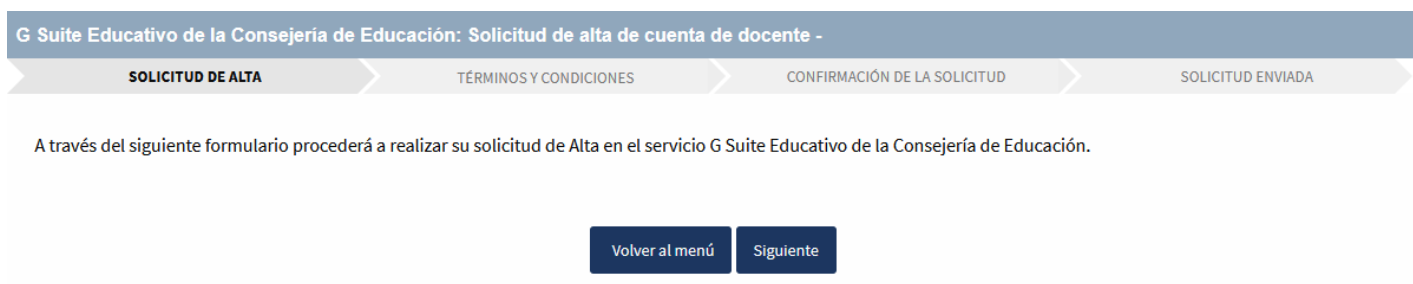 G Suite Educativo de la Consejería de Educación: Solicitud de alta de cuenta de docente -
SOLICITUD DE ALTA
TÉRMINOS Y CONDICIONES
CONFIRMACIÓN DE LA SOLICITUD
SOLICITUD ENVIADA
A través del siguiente formulario procederá a realizar su solicitud de Alta en el servicio G Suite Educativo de la Consejería de Educación.
Volver al menú
Siguiente